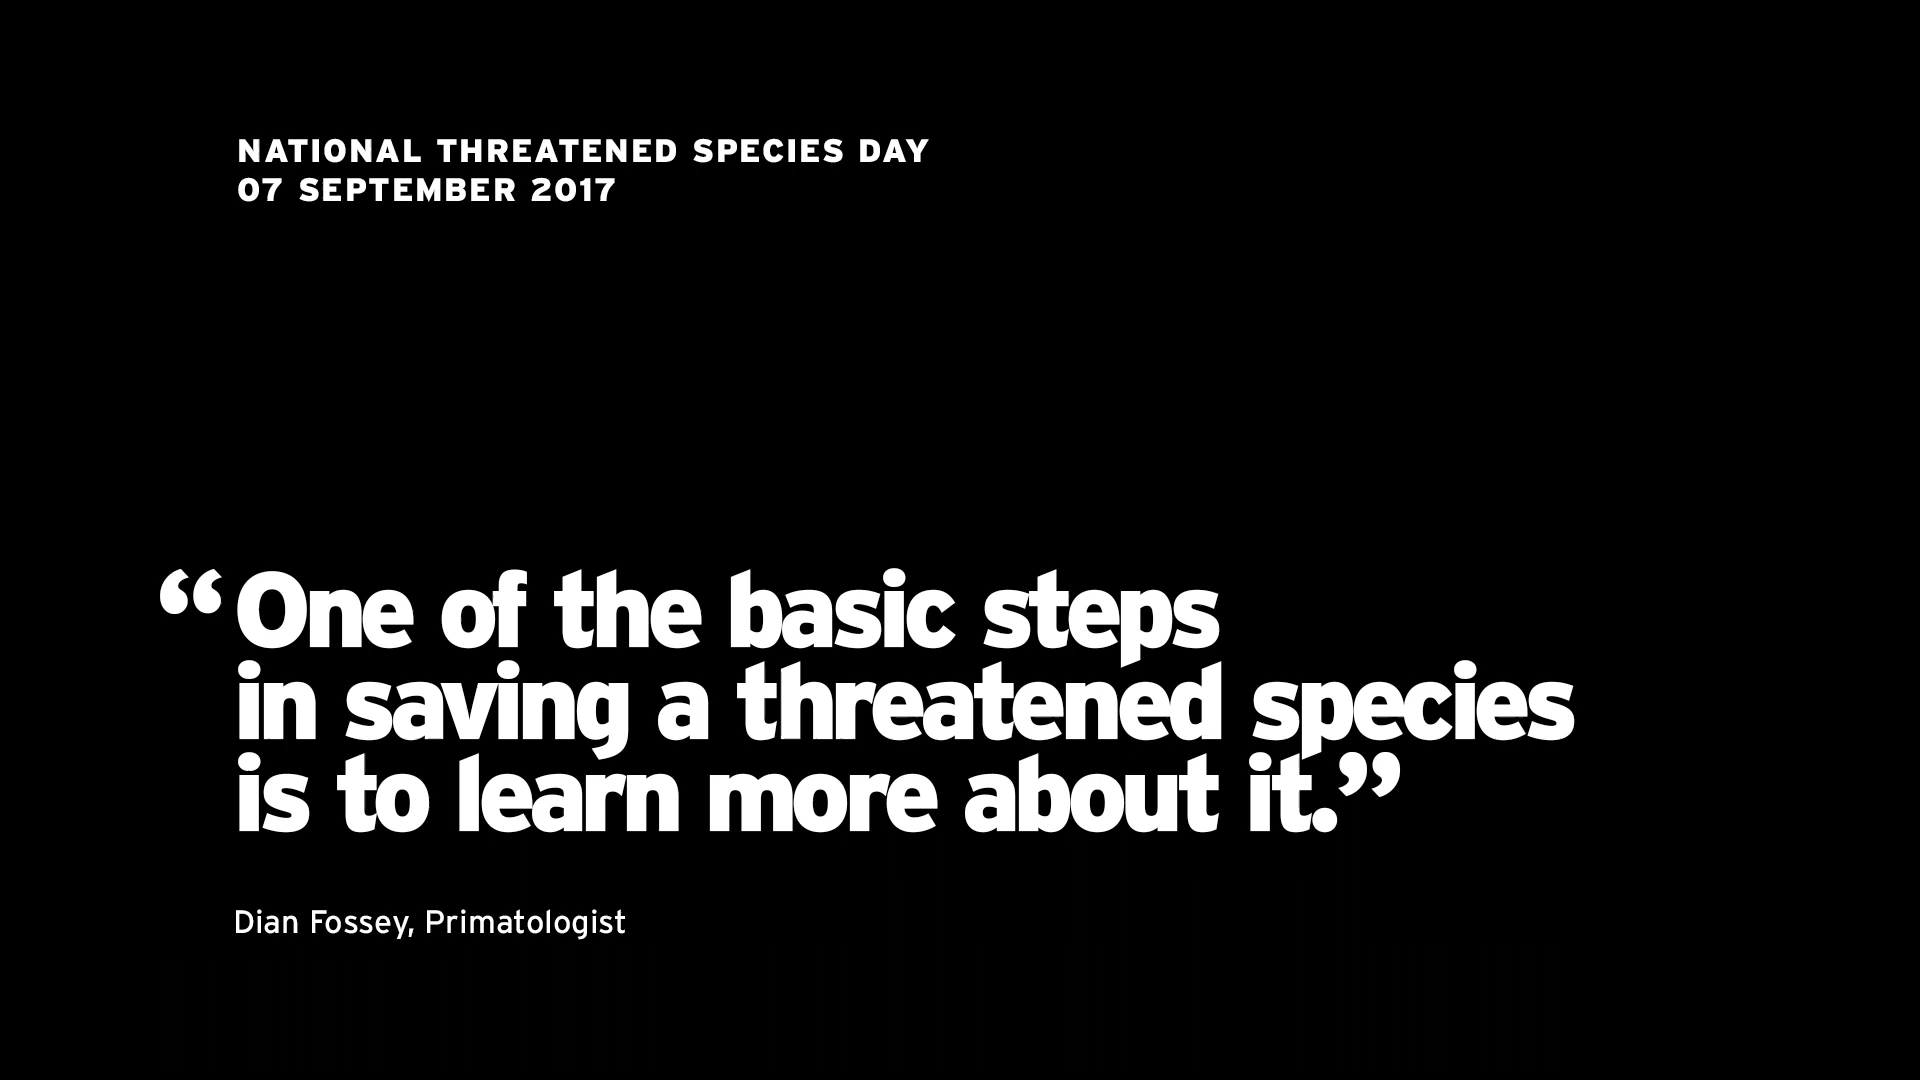 NATIONAL THREATENED SPECIES DAY
07 SEPTEMBER 2017
“One of the basic steps
in saving a threatened species
is to learn more about it.”
Dian Fossey, Primatologist